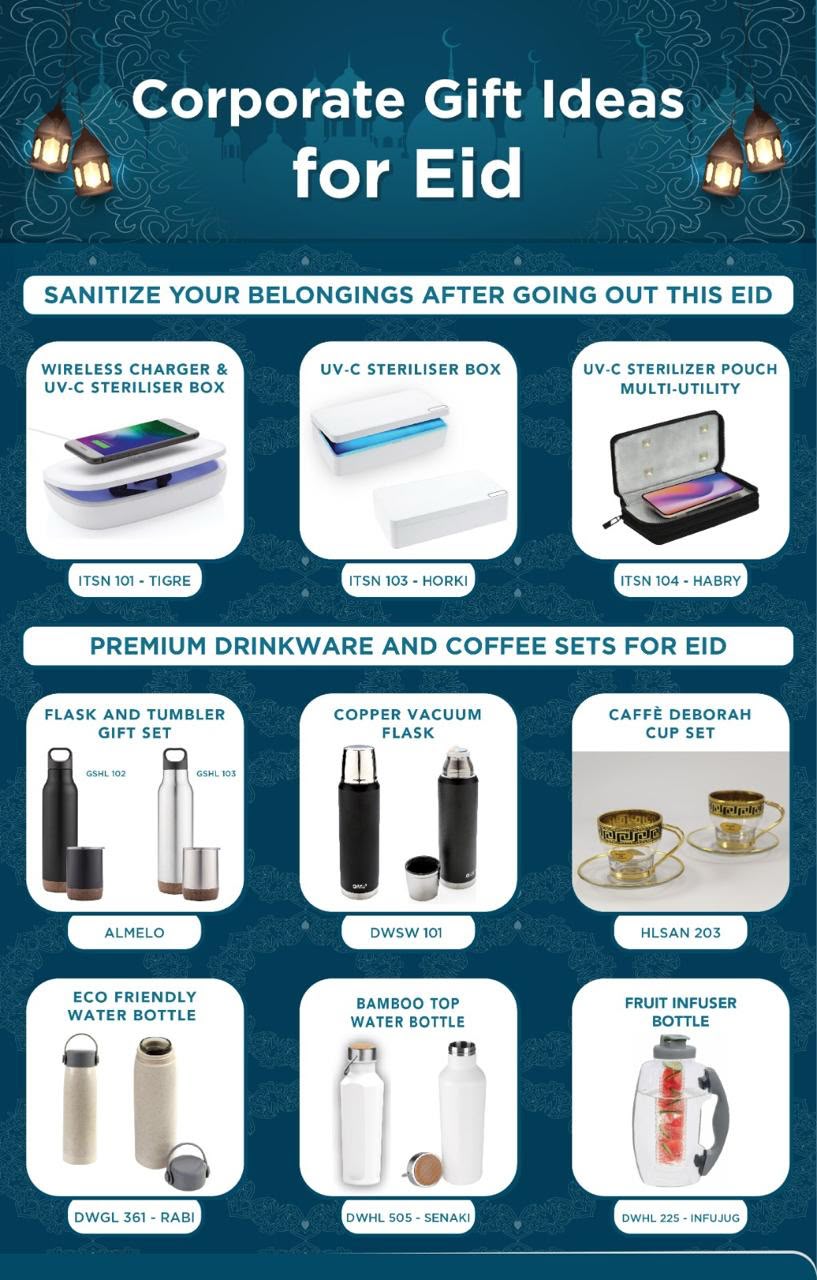 Corporate Gift Ideas
for Eid
SANITIZE YOUR BELONGINGS AFTER GOING OUT THIS EID
WIRELESS CHARGER &
UV-C STERILISER BOX
UV-C STERILISER BOX
UV-C STERILIZER POUCH
MULTI-UTILITY
ITSN 101 - TIGRE
ITSN 103 - HORKI
ITSN 104 - HABRY
PREMIUM DRINKWARE AND COFFEE SETS FOR EID
FLASK AND TUMBLER
GIFT SET
GSHL 102
GSHL 103
COPPER VACUUM
FLASK
CAFFÈ DEBORAH
CUP SET
ALMELO
DWSW 101
HLSAN 203
ECO FRIENDLY
WATER BOTTLE
BAMBOO TOP
WATER BOTTLE
FRUIT INFUSER
BOTTLE
DWGL 361 - RABI
DWHL 505 - SENAKI
DWHL 225 - INFUJUG